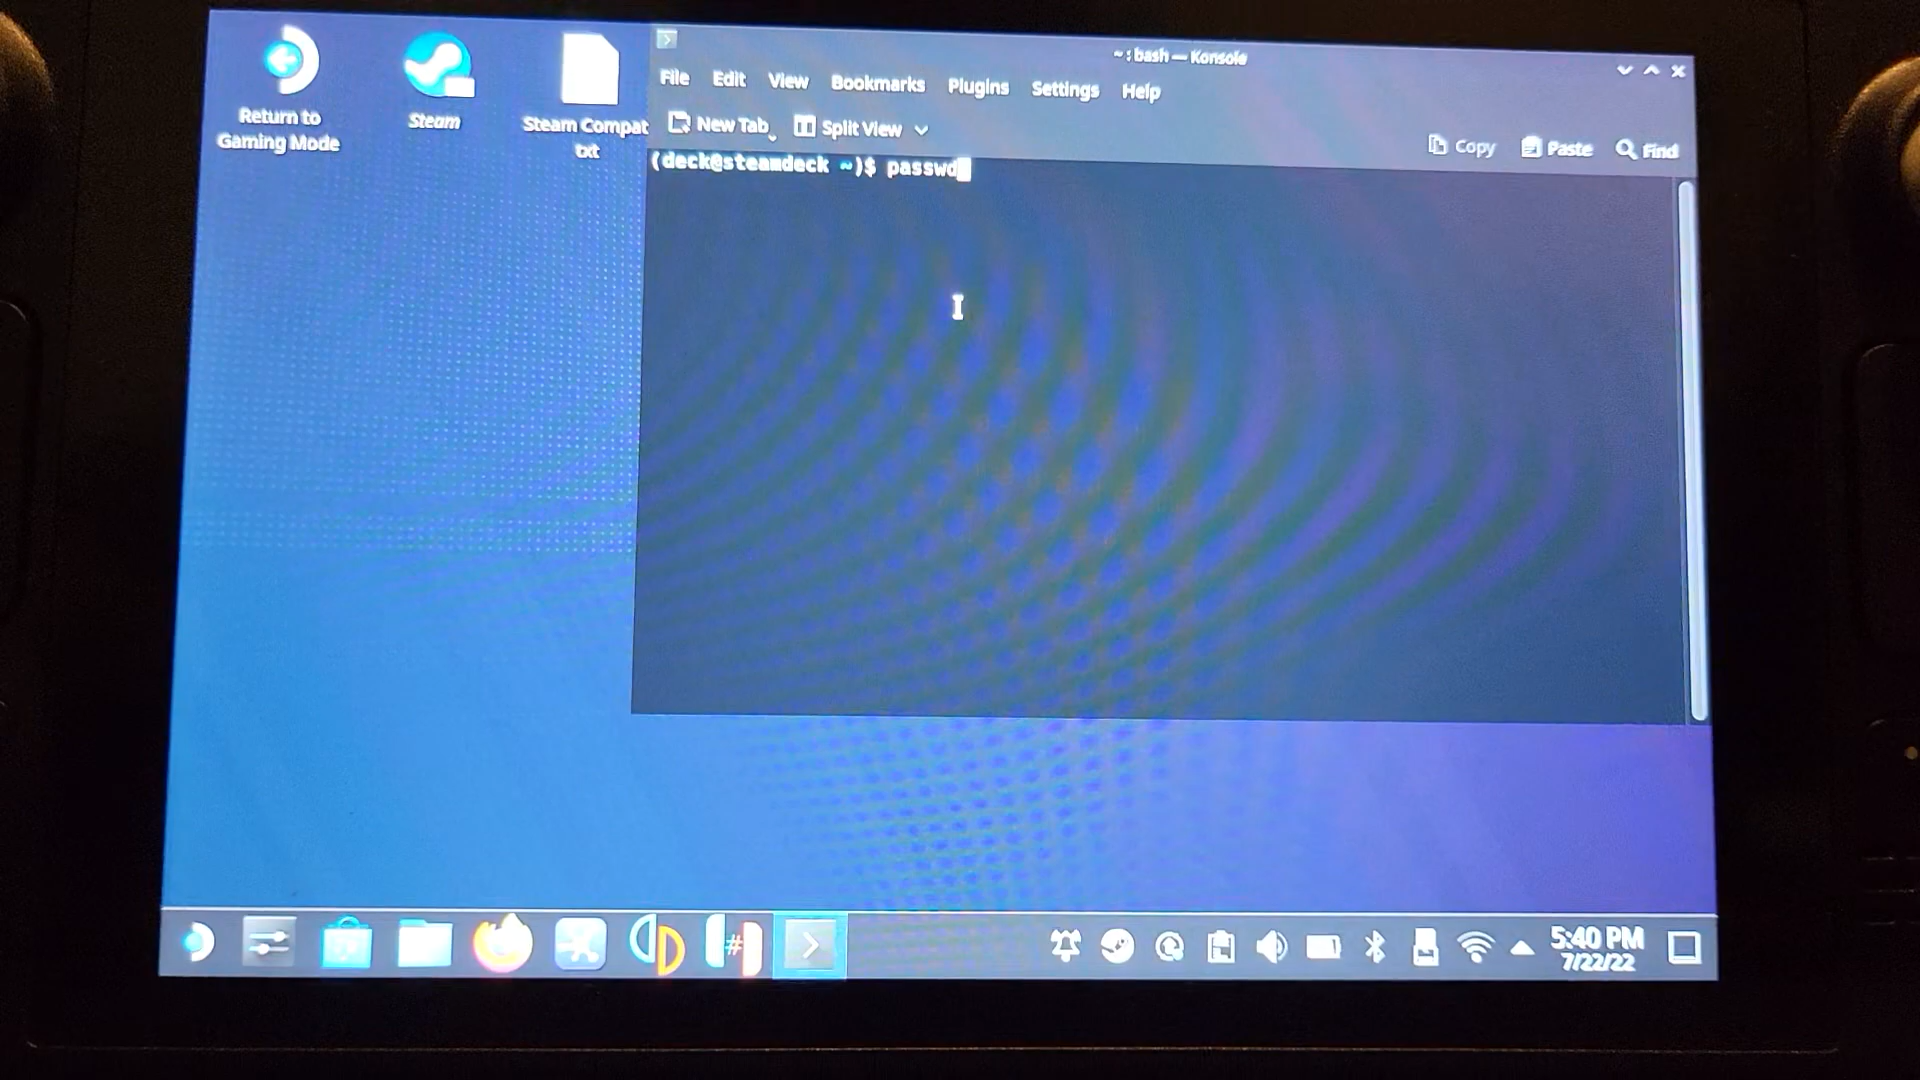 Return to
Gaming Mode
Steam
Steam Compat
txt
~ : bash — Konsole
File Edit View Bookmarks Plugins Settings Help
New Tab Split View
Copy Paste Find
(deck@steamdeck ~)$ passwd
5:40 PM
7/22/22